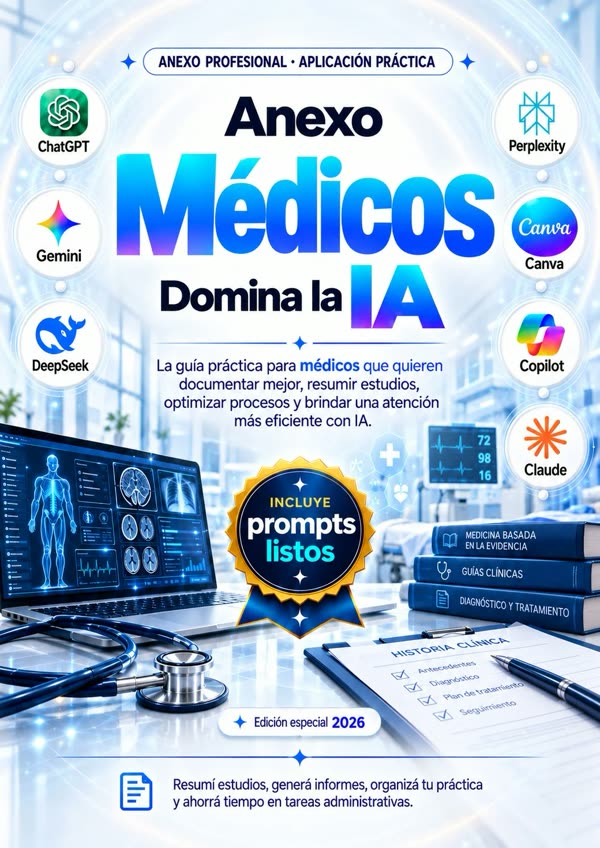 ANEXO PROFESIONAL · APLICACIÓN PRÁCTICA
Anexo
Médicos
Domina la IA
ChatGPT
Gemini
DeepSeek
Perplexity
Canva
Canva
Copilot
Claude
La guía práctica para médicos que quieren
documentar mejor, resumir estudios,
optimizar procesos y brindar una atención
más eficiente con IA.
72
98
16
INCLUYE
prompts
listos
MEDICINA BASADA
EN LA EVIDENCIA
GUÍAS CLÍNICAS
DIAGNÓSTICO Y TRATAMIENTO
HISTORIA CLÍNICA
Antecedentes
Diagnóstico
Plan de tratamiento
Seguimiento
Edición especial 2026
Resumí estudios, generá informes, organizá tu práctica
y ahorrá tiempo en tareas administrativas.